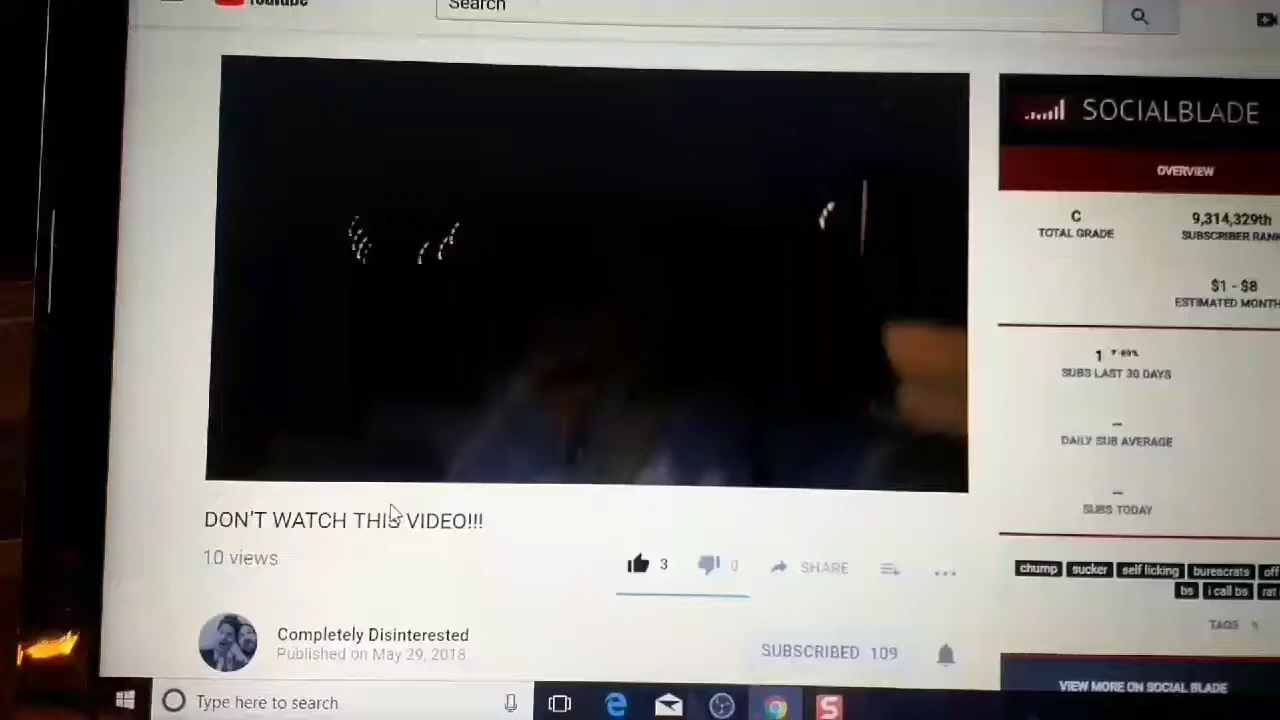 YouTube
Search
SOCIALBLADE
OVERVIEW
C
TOTAL GRADE
9,314,329th
SUBSCRIBER RANK
$1 - $8
ESTIMATED MONTH
1
SUBS LAST 30 DAYS
--
DAILY SUB AVERAGE
--
SUBS TODAY
chump sucker self licking bureacrats off
bs i call bs rat
TAGS
VIEW MORE ON SOCIAL BLADE
DON'T WATCH THIS VIDEO!!!
10 views
3 0 SHARE
Completely Disinterested
Published on May 29, 2018
SUBSCRIBED 109
Type here to search